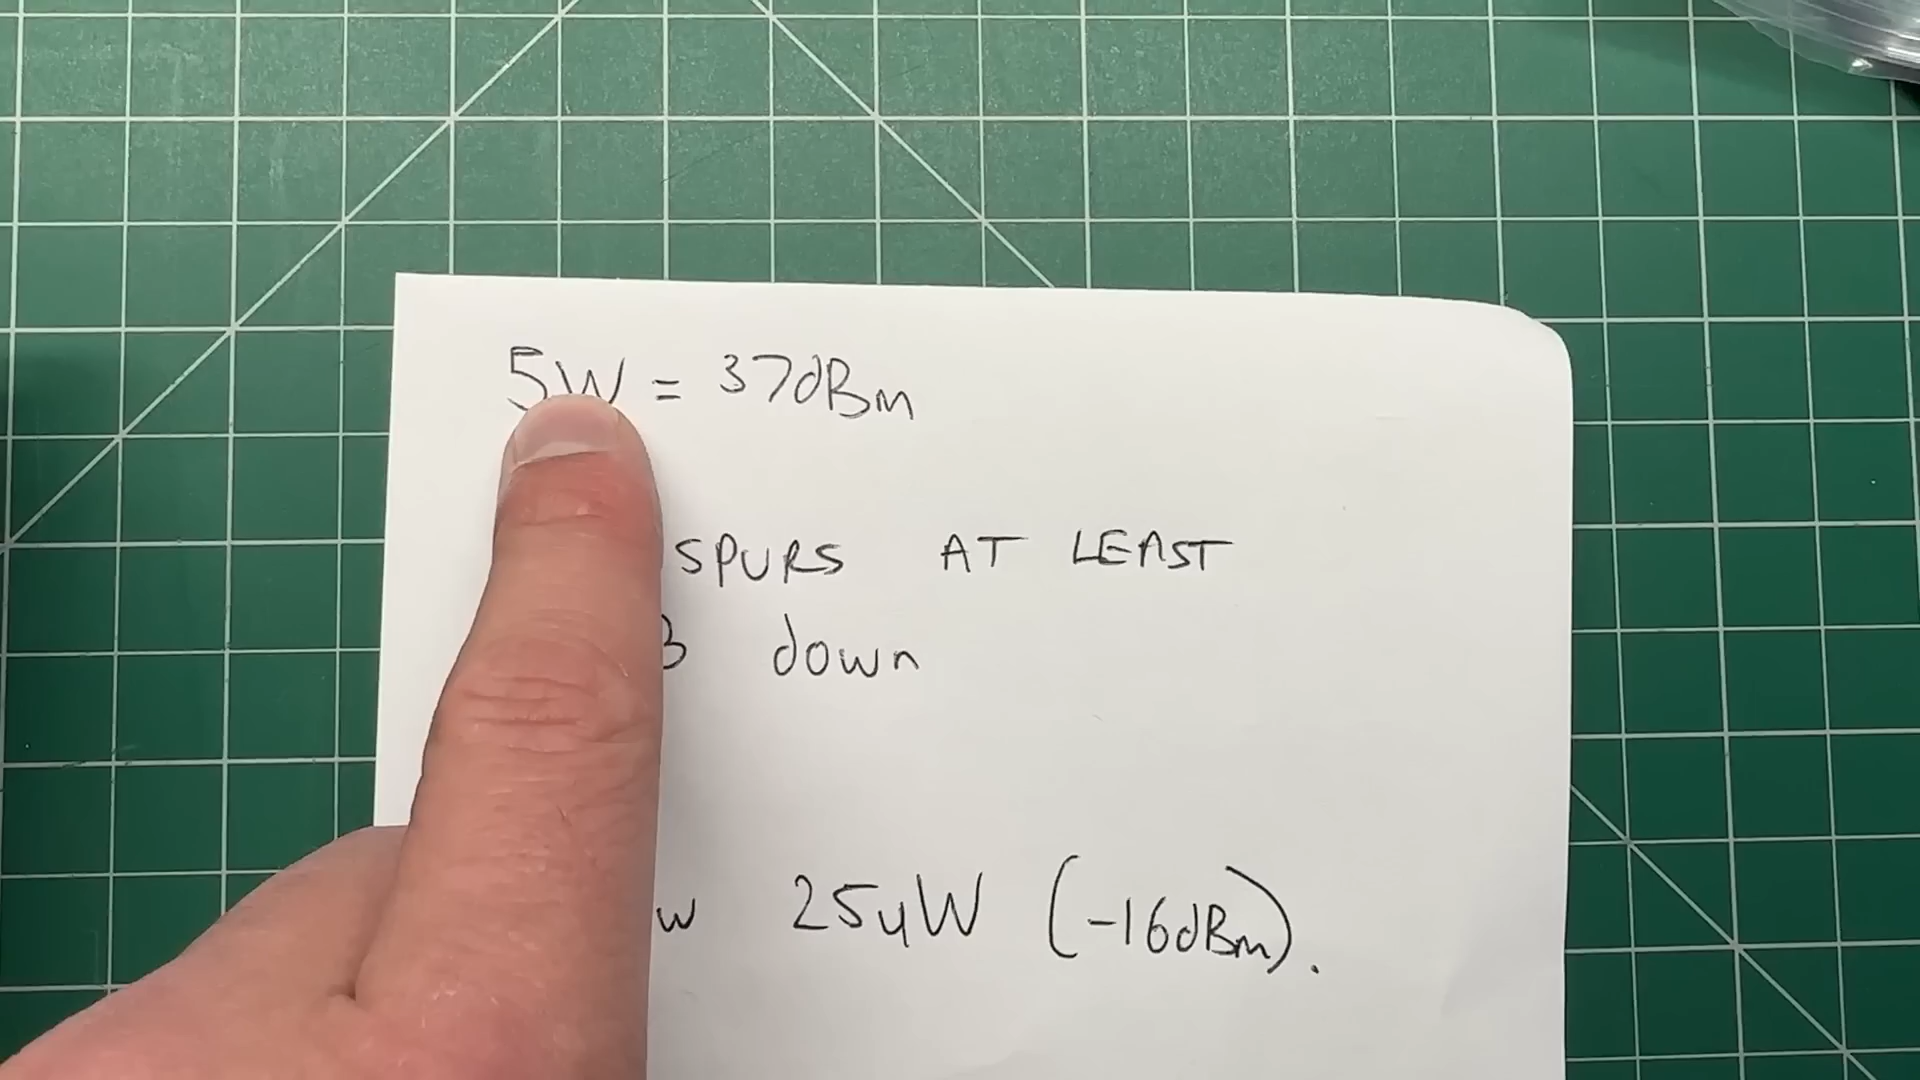 5W = 37dBm
SPURS AT LEAST
down
25uW (-16dBm).